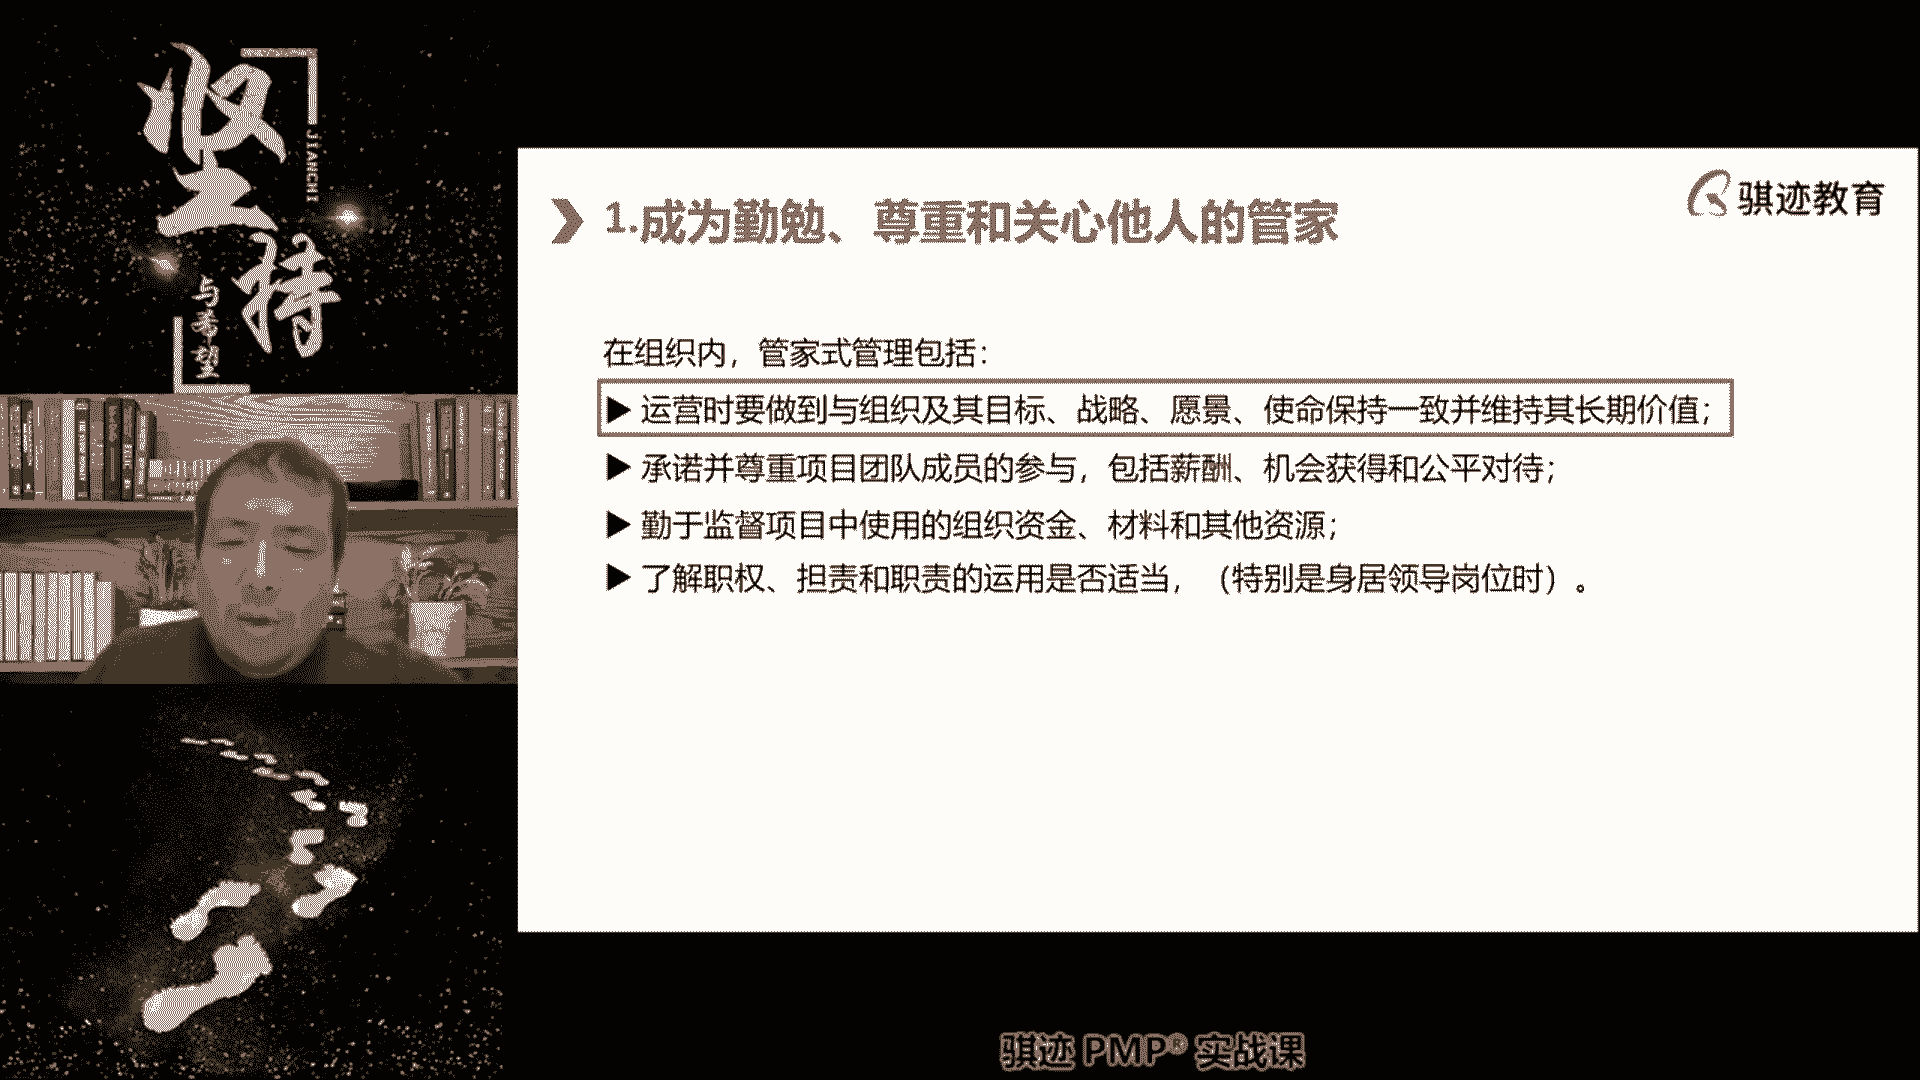 坚持
JIANCHI
与希望
骐迹教育
1.成为勤勉、尊重和关心他人的管家
在组织内，管家式管理包括：
▶ 运营时要做到与组织及其目标、战略、愿景、使命保持一致并维持其长期价值；
▶ 承诺并尊重项目团队成员的参与，包括薪酬、机会获得和公平对待；
▶ 勤于监督项目中使用的组织资金、材料和其他资源；
▶ 了解职权、担责和职责的运用是否适当，（特别是身居领导岗位时）。
骐迹 PMP® 实战课